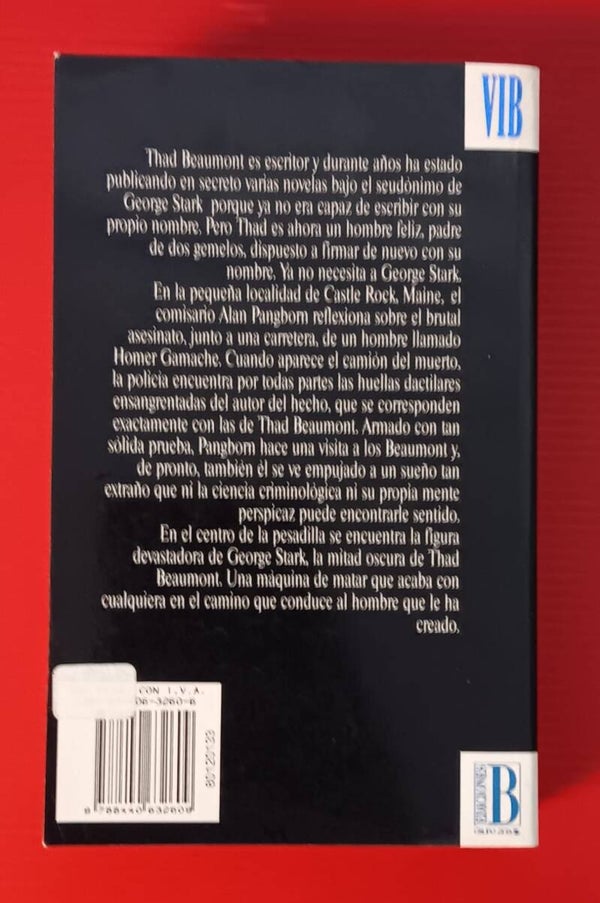 VIB
Thad Beaumont es escritor y durante años ha estado
publicando en secreto varias novelas bajo el seudónimo de
George Stark porque ya no era capaz de escribir con su
propio nombre. Pero Thad es ahora un hombre feliz, padre
de dos gemelos, dispuesto a firmar de nuevo con su
nombre. Ya no necesita a George Stark.
En la pequeña localidad de Castle Rock, Maine, el
comisario Alan Pangborn reflexiona sobre el brutal
asesinato, junto a una carretera, de un hombre llamado
Homer Gamache. Cuando aparece el camión del muerto,
la policía encuentra por todas partes las huellas dactilares
ensangrentadas del autor del hecho, que se corresponden
exactamente con las de Thad Beaumont. Armado con tan
sólida prueba, Pangborn hace una visita a los Beaumont y,
de pronto, también él se ve empujado a un sueño tan
extraño que ni la ciencia criminológica ni su propia mente
perspicaz puede encontrarle sentido.
En el centro de la pesadilla se encuentra la figura
devastadora de George Stark, la mitad oscura de Thad
Beaumont. Una máquina de matar que acaba con
cualquiera en el camino que conduce al hombre que le ha
creado.
CON I.V.A.
06-3260-6
80120133
9 788440 632609
EDICIONES
B